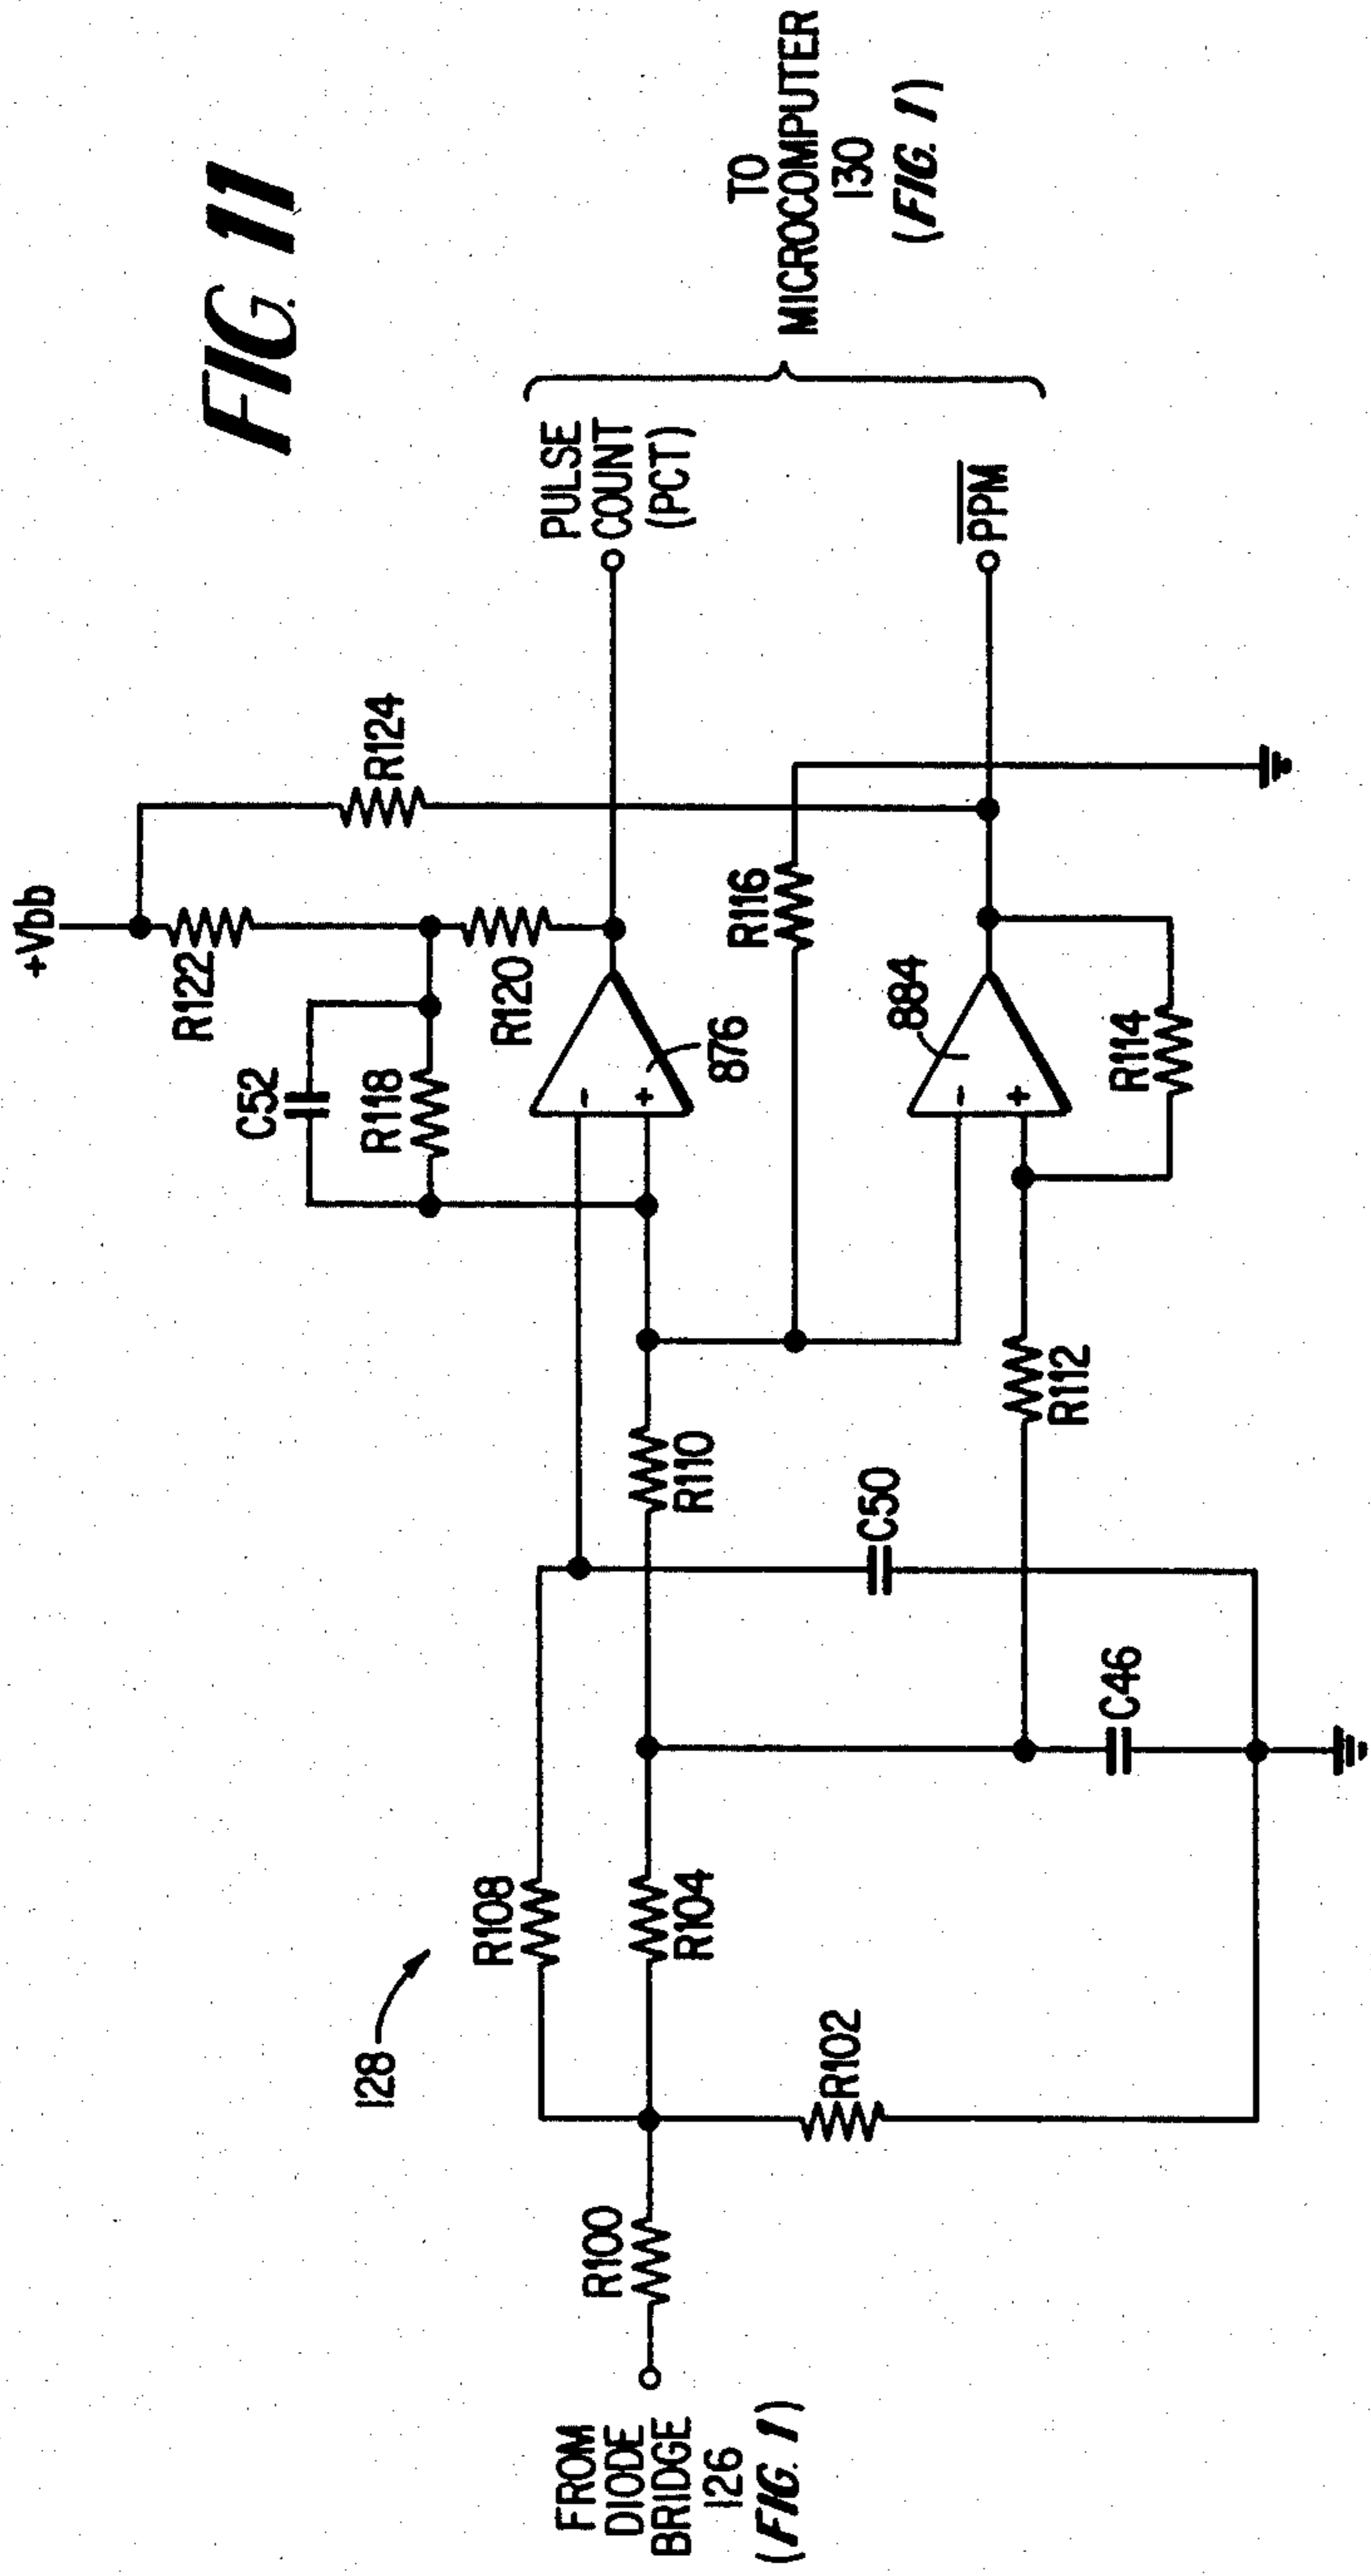 FIG. 11
+Vbb
R122
R124
C52
R118
R120
PULSE
COUNT
(PCT)
128
R108
-
+
876
R100
R104
R110
TO
MICROCOMPUTER
130
(FIG. 1)
FROM
DIODE
BRIDGE
126
(FIG. 1)
R116
R102
C50
884
-
+
PPM
R112
C46
R114